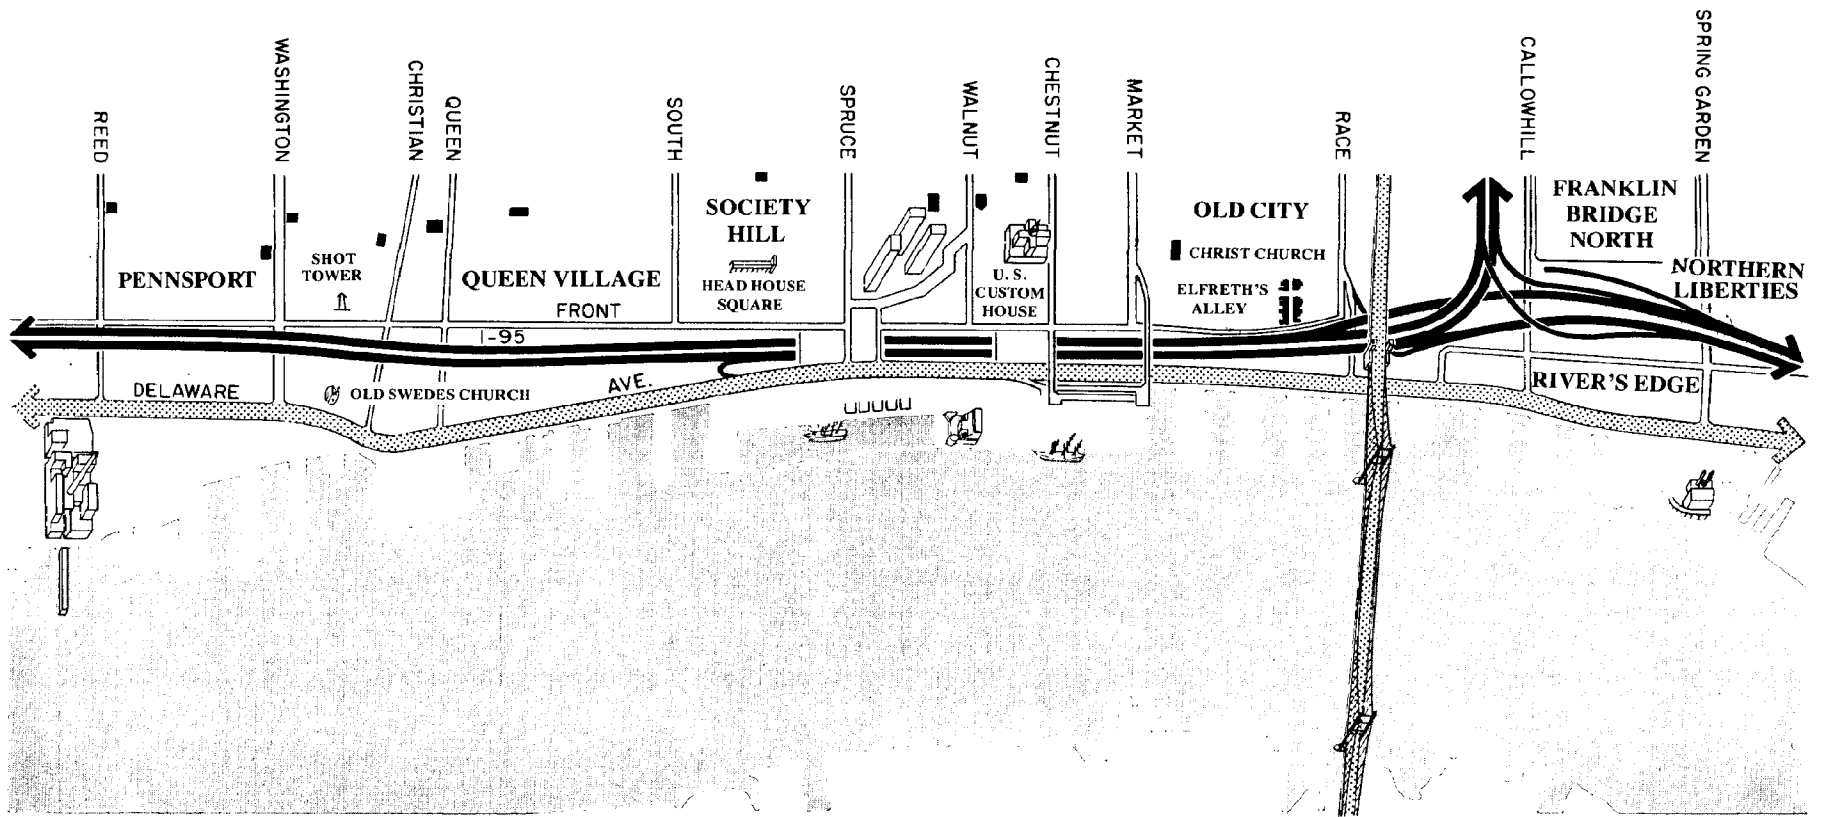 REED
WASHINGTON
CHRISTIAN
QUEEN
SOUTH
SPRUCE
WALNUT
CHESTNUT
MARKET
RACE
CALLOWHILL
SPRING GARDEN
PENNSPORT
SHOT
TOWER
QUEEN VILLAGE
SOCIETY
HILL
HEAD HOUSE
SQUARE
U. S.
CUSTOM
HOUSE
OLD CITY
CHRIST CHURCH
ELFRETH'S
ALLEY
FRANKLIN
BRIDGE
NORTH
NORTHERN
LIBERTIES
FRONT
I-95
DELAWARE
AVE.
OLD SWEDES CHURCH
RIVER'S EDGE